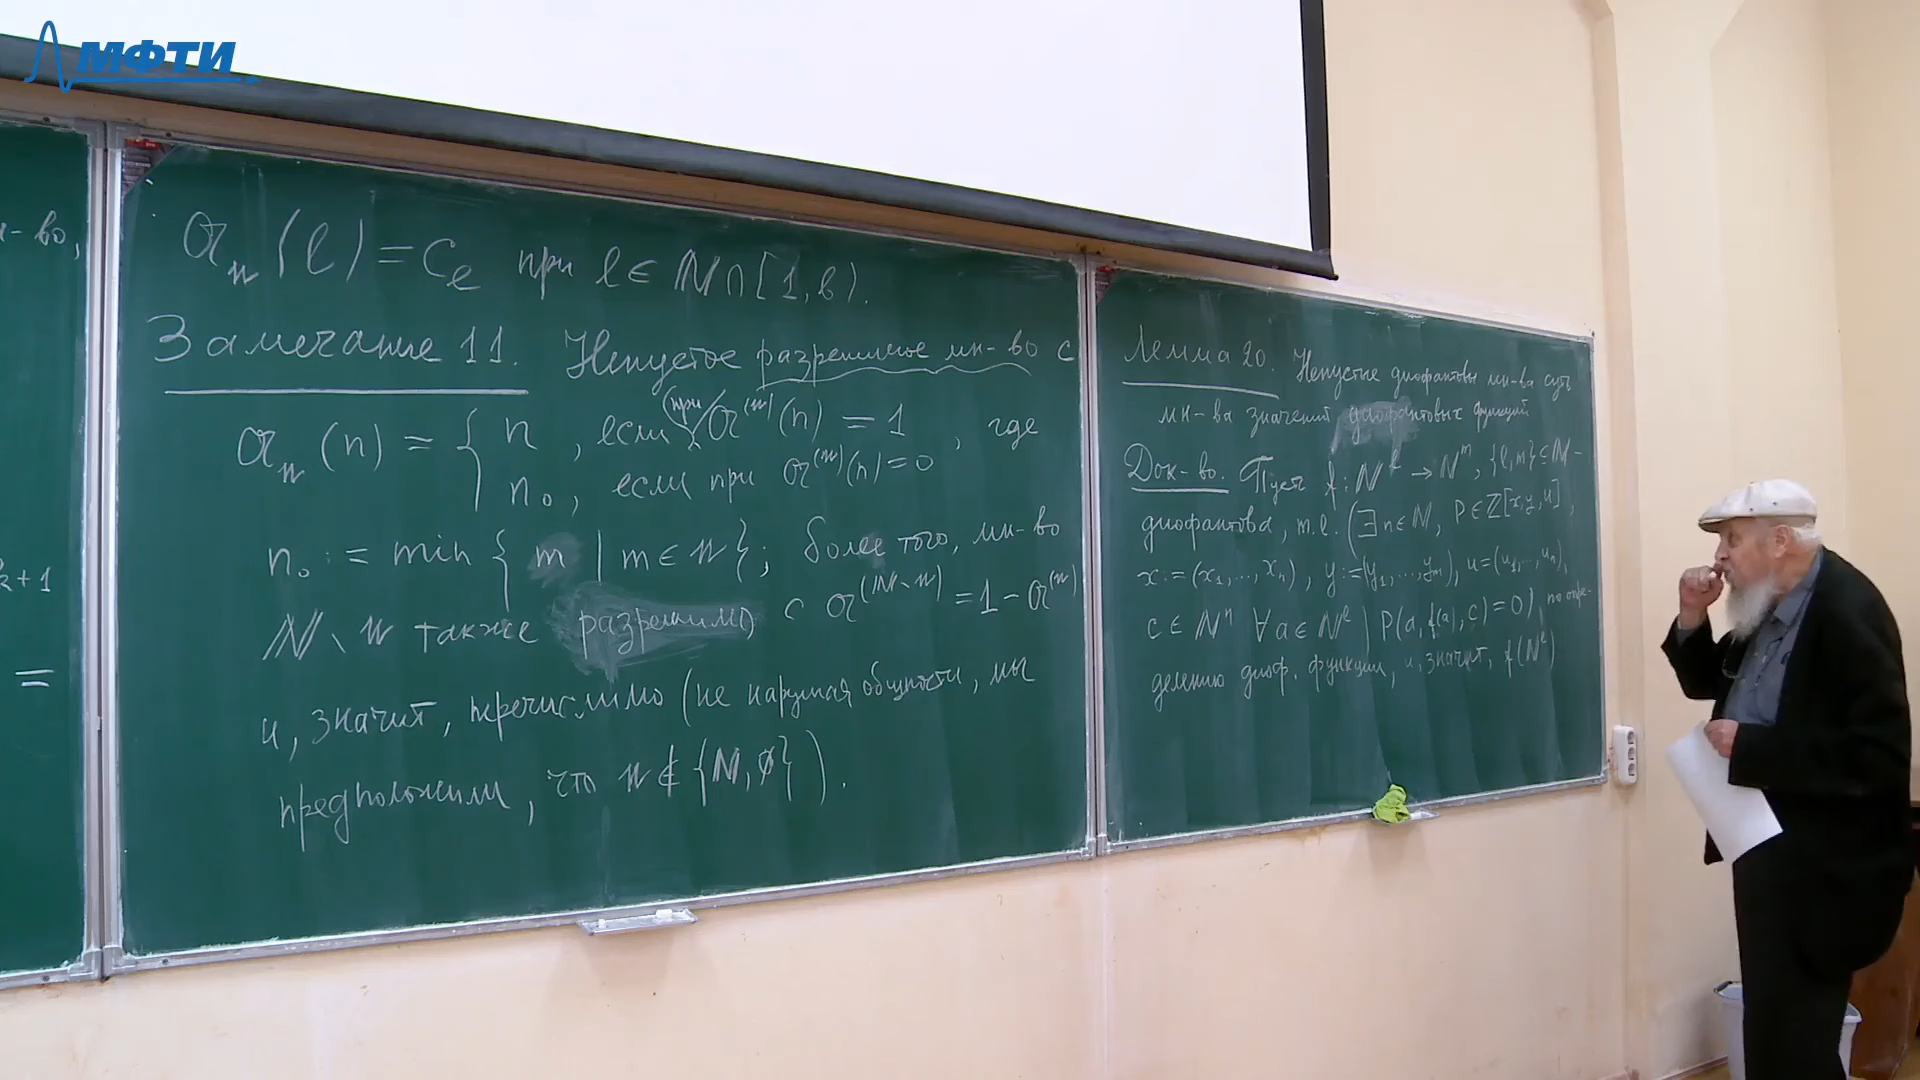 МФТИ
н-во,
k+1
=
σ_𝔫(ℓ) = c_ℓ при ℓ ∈ ℕ ∩ [1, b).
Замечание 11. Непустое разрешимое мн-во с
σ_𝔫(n) = { n, если (при) σ^(𝔫)(n) = 1
n₀, если при σ^(𝔫)(n) = 0 , где
n₀ := min { m | m ∈ 𝔫 }; более того, мн-во
ℕ∖𝔫 также разрешимо с σ^(ℕ∖𝔫) = 1 - σ^(𝔫)
и, значит, перечислимо (не нарушая общности, мы
предположим, что 𝔫 ∉ {ℕ, ∅}).
Лемма 20. Непустые диофантовы мн-ва суть
мн-ва значений диофантовых функций
Док-во. Пусть f: ℕ^ℓ → ℕ^m, {ℓ, m} ⊆ ℕ -
диофантова, т.е. (∃ n ∈ ℕ, P ∈ ℤ[x, y, u],
x := (x₁, ..., x_n), y := (y₁, ..., y_m), u = (u₁, ..., u_n),
c ∈ ℕ^n ∀ a ∈ ℕ^ℓ) P(a, f(a), c) = 0), по опре-
делению диоф. функции, и, значит, f(ℕ^ℓ)